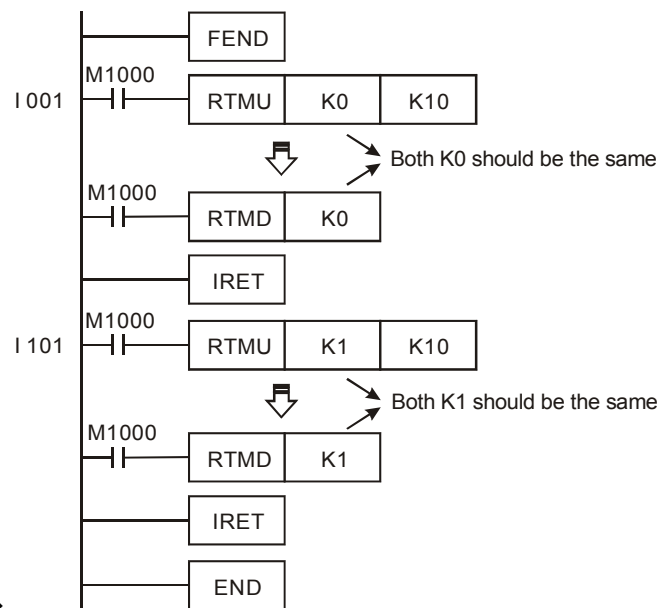 FEND
M1000
I 001 RTMU K0 K10
Both K0 should be the same
M1000
RTMD K0
IRET
M1000
I 101 RTMU K1 K10
Both K1 should be the same
M1000
RTMD K1
IRET
END